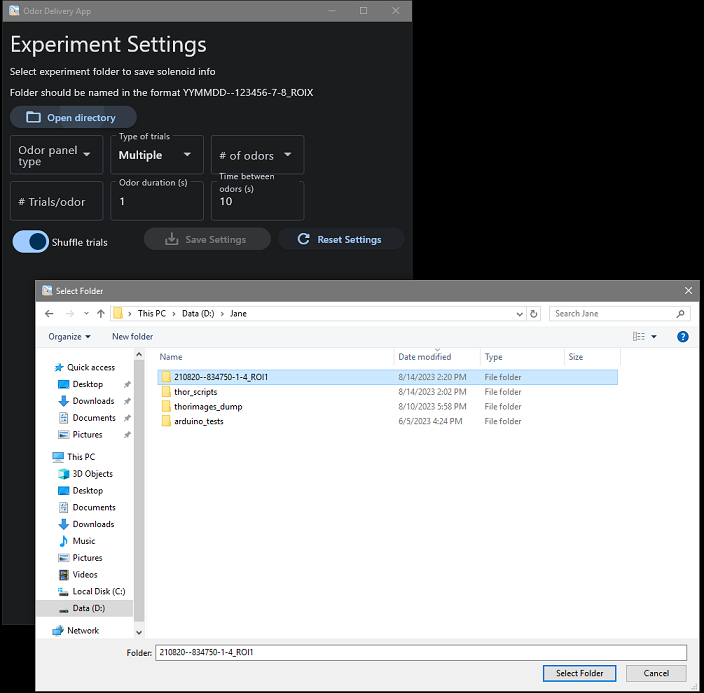 Odor Delivery App
Experiment Settings
Select experiment folder to save solenoid info
Folder should be named in the format YYMMDD--123456-7-8_ROIX
Open directory
Odor panel type
Type of trials
Multiple
# of odors
# Trials/odor
Odor duration (s)
1
Time between odors (s)
10
Shuffle trials
Save Settings
Reset Settings
Select Folder
This PC > Data (D:) > Jane
Search Jane
Organize
New folder
Quick access
Desktop
Downloads
Documents
Pictures
This PC
3D Objects
Desktop
Documents
Downloads
Music
Pictures
Videos
Local Disk (C:)
Data (D:)
Network
Name Date modified Type Size
210820--834750-1-4_ROI1 8/14/2023 2:20 PM File folder
thor_scripts 8/14/2023 2:02 PM File folder
thorimages_dump 8/10/2023 5:58 PM File folder
arduino_tests 6/5/2023 4:24 PM File folder
Folder: 210820--834750-1-4_ROI1
Select Folder
Cancel